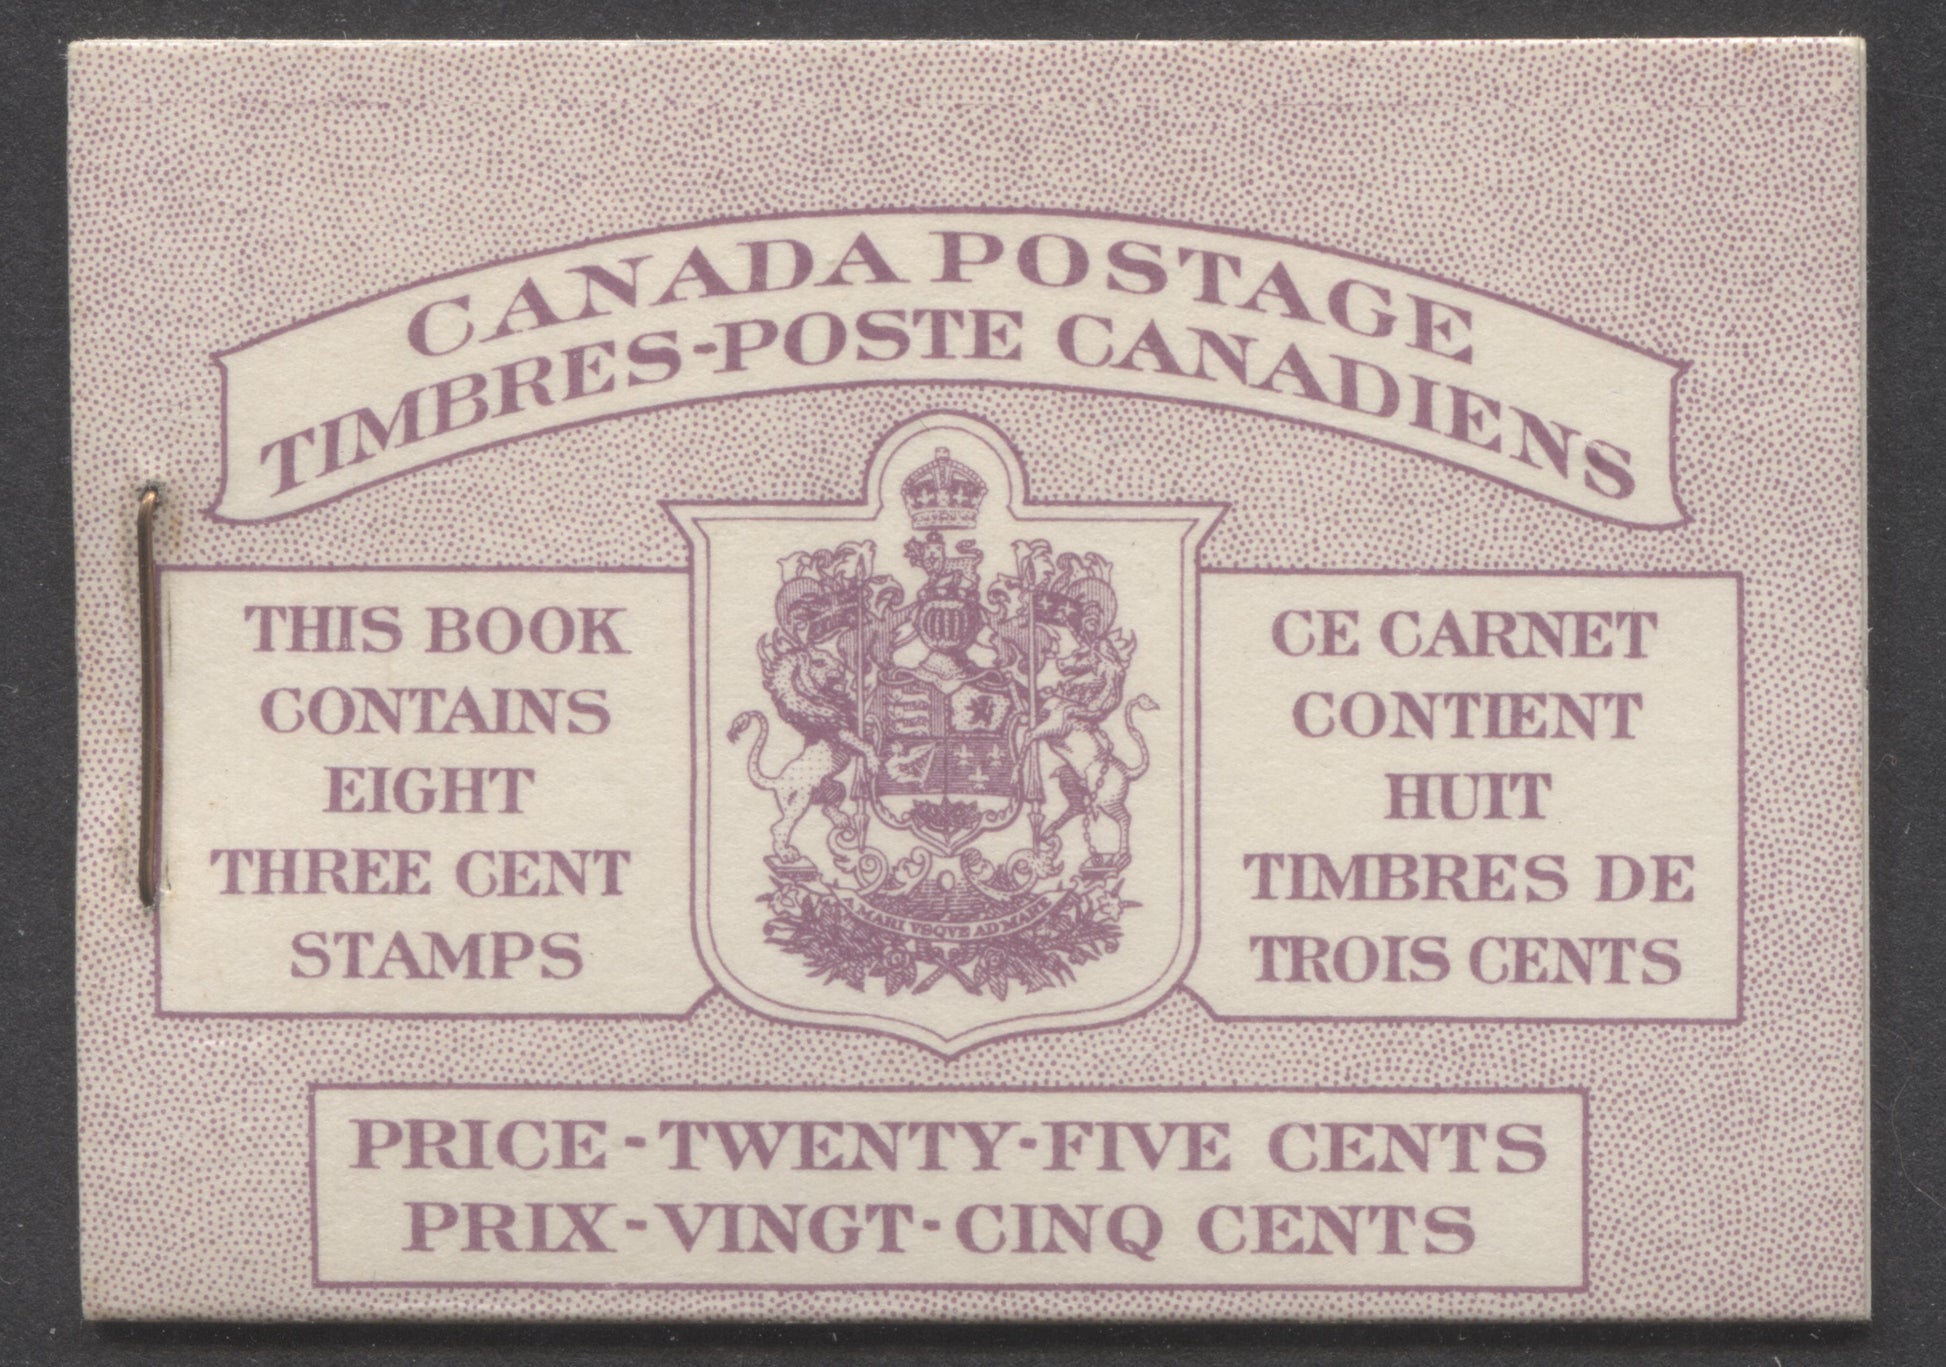 CANADA POSTAGE
TIMBRES-POSTE CANADIENS
THIS BOOK
CONTAINS
EIGHT
THREE CENT
STAMPS
A MARI VSQVE AD MARE
CE CARNET
CONTIENT
HUIT
TIMBRES DE
TROIS CENTS
PRICE-TWENTY-FIVE CENTS
PRIX-VINGT-CINQ CENTS